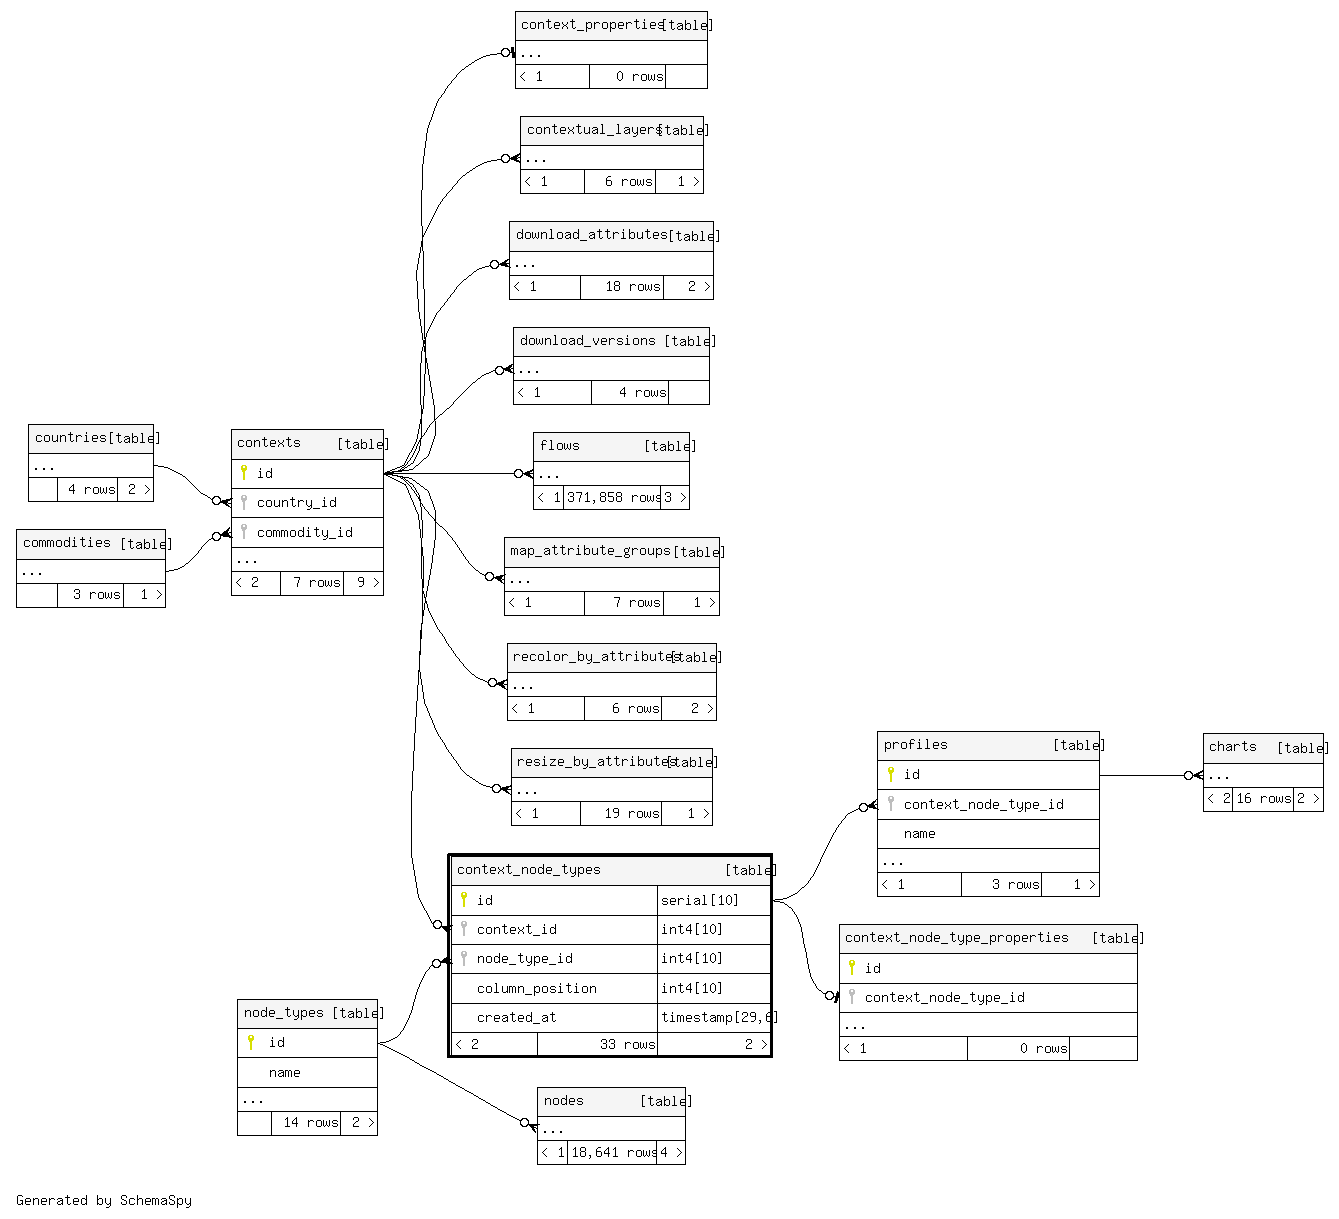 context_properties [table]
...
< 1 0 rows
contextual_layers [table]
...
< 1 6 rows 1 >
download_attributes [table]
...
< 1 18 rows 2 >
download_versions [table]
...
< 1 4 rows
countries [table]
...
4 rows 2 >
commodities [table]
...
3 rows 1 >
contexts [table]
id
country_id
commodity_id
...
< 2 7 rows 9 >
flows [table]
...
< 1 371,858 rows 3 >
map_attribute_groups [table]
...
< 1 7 rows 1 >
recolor_by_attributes [table]
...
< 1 6 rows 2 >
resize_by_attributes [table]
...
< 1 19 rows 1 >
profiles [table]
id
context_node_type_id
name
...
< 1 3 rows 1 >
charts [table]
...
< 2 16 rows 2 >
context_node_types [table]
id serial[10]
context_id int4[10]
node_type_id int4[10]
column_position int4[10]
created_at timestamp[29,6]
< 2 33 rows 2 >
context_node_type_properties [table]
id
context_node_type_id
...
< 1 0 rows
node_types [table]
id
name
...
14 rows 2 >
nodes [table]
...
< 1 18,641 rows 4 >
Generated by SchemaSpy